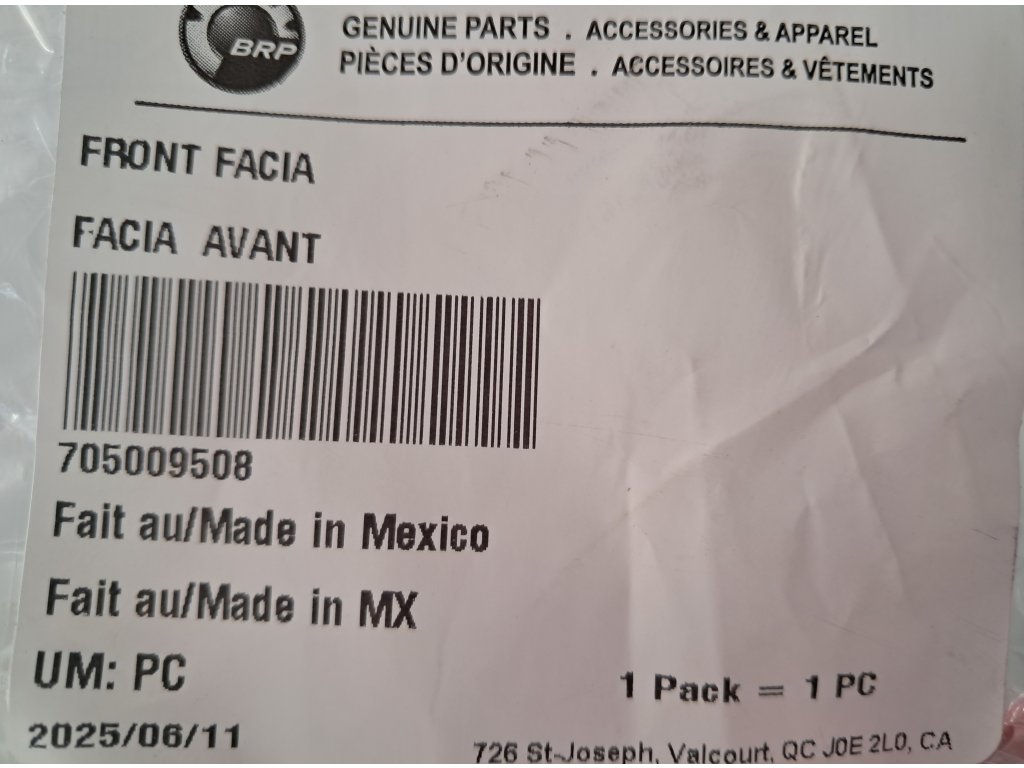 BRP
GENUINE PARTS . ACCESSORIES & APPAREL
PIÈCES D'ORIGINE . ACCESSOIRES & VÊTEMENTS
FRONT FACIA
FACIA AVANT
705009508
Fait au/Made in Mexico
Fait au/Made in MX
UM: PC
1 Pack = 1 PC
2025/06/11
726 St-Joseph, Valcourt, QC J0E 2L0, CA